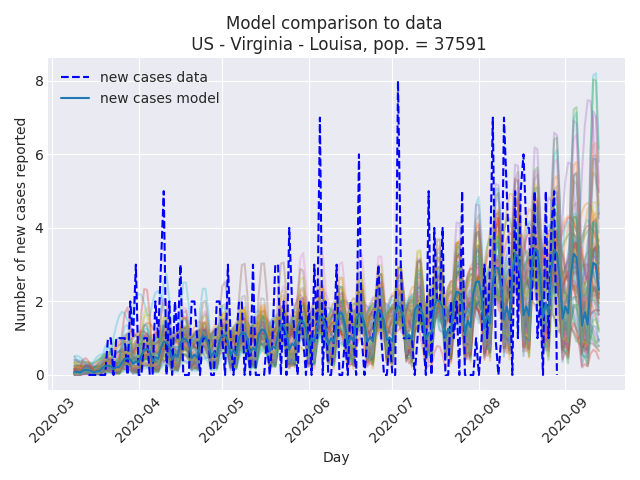 Model comparison to data
US - Virginia - Louisa, pop. = 37591
new cases data
new cases model
Number of new cases reported
8
6
4
2
0
2020-03
2020-04
2020-05
2020-06
2020-07
2020-08
2020-09
Day